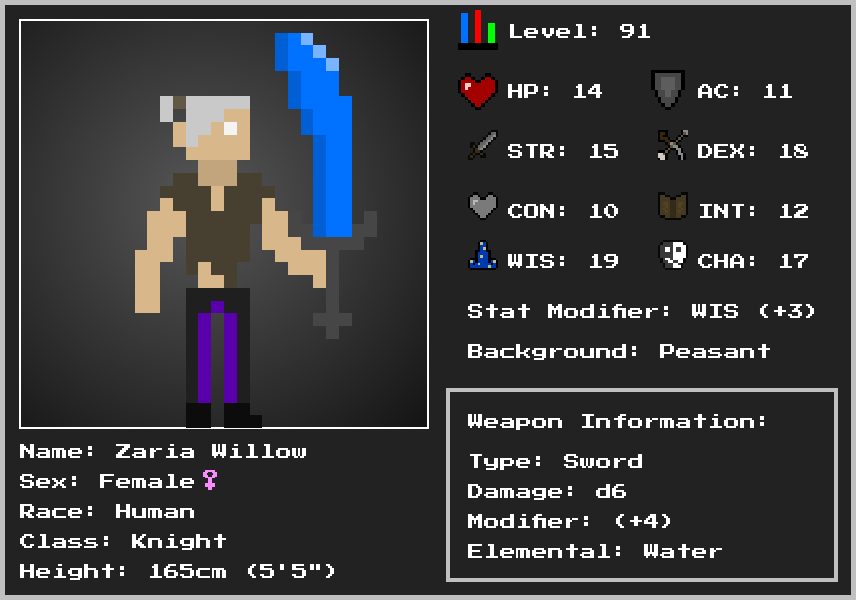 Level: 91
HP: 14
AC: 11
STR: 15
DEX: 18
CON: 10
INT: 12
WIS: 19
CHA: 17
Stat Modifier: WIS (+3)
Background: Peasant
Weapon Information:
Type: Sword
Damage: d6
Modifier: (+4)
Elemental: Water
Name: Zaria Willow
Sex: Female♀
Race: Human
Class: Knight
Height: 165cm (5'5")